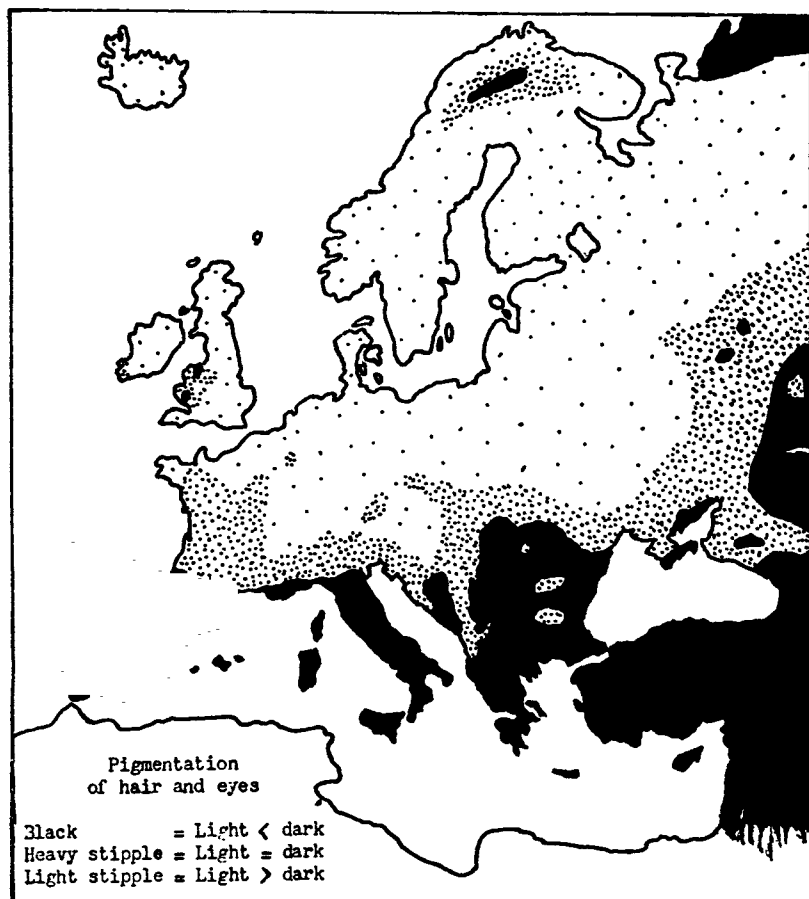 Pigmentation
of hair and eyes
Black = Light < dark
Heavy stipple = Light = dark
Light stipple = Light > dark